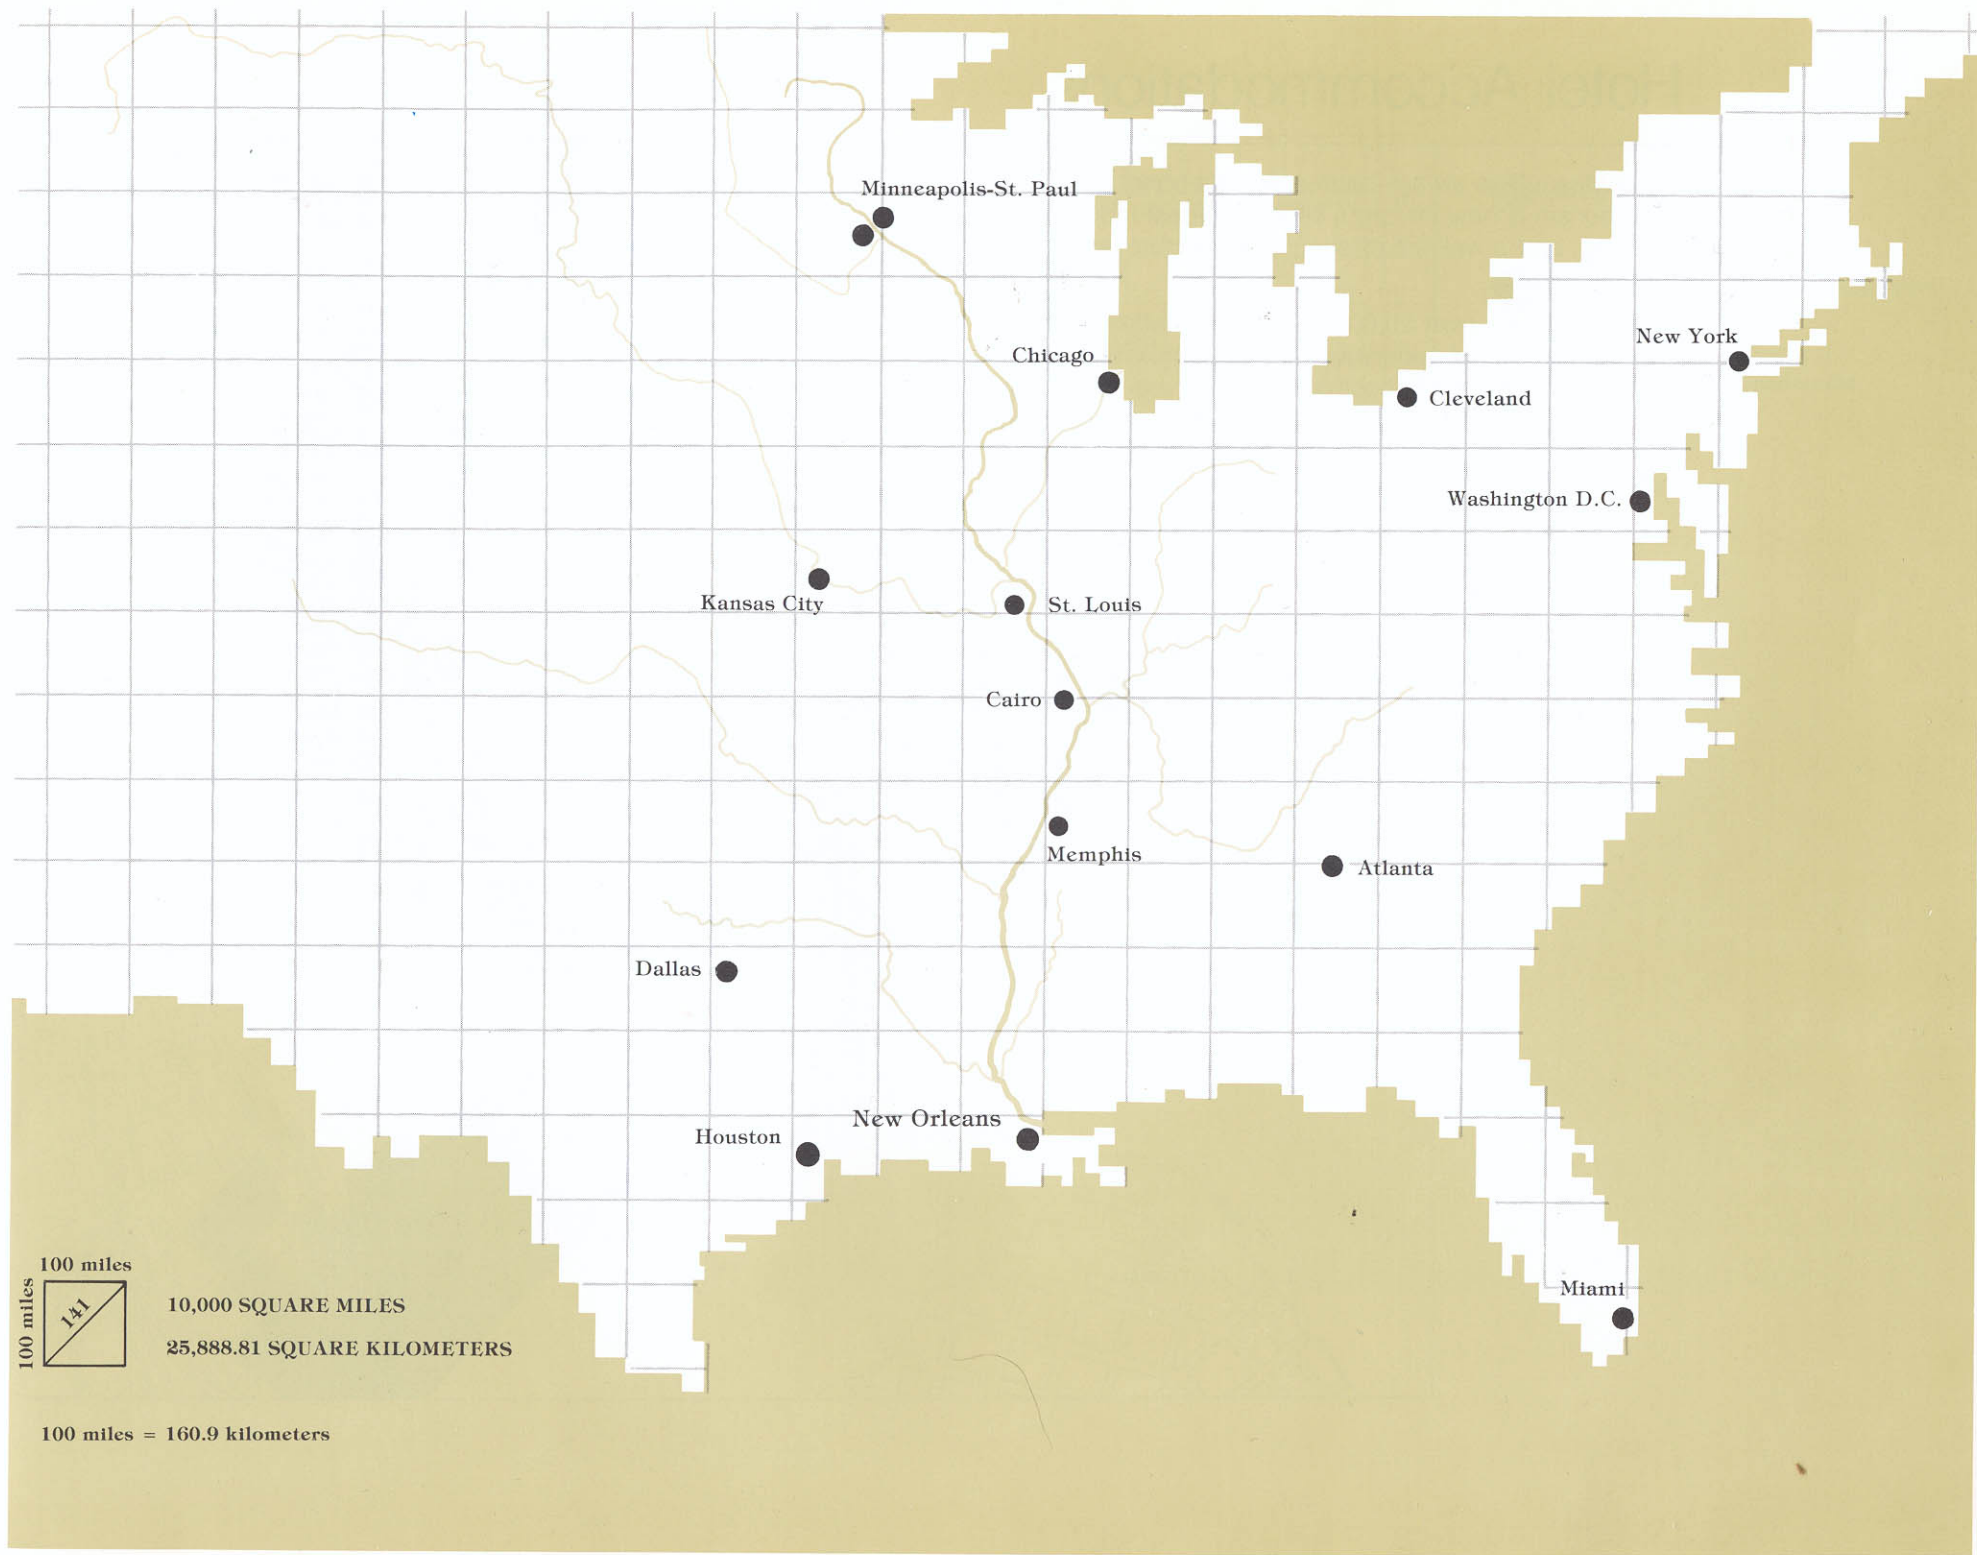 Minneapolis-St. Paul
New York
Chicago
Cleveland
Washington D.C.
Kansas City
St. Louis
Cairo
Memphis
Atlanta
Dallas
New Orleans
Houston
Miami
100 miles
100 miles
141
10,000 SQUARE MILES
25,888.81 SQUARE KILOMETERS
100 miles = 160.9 kilometers